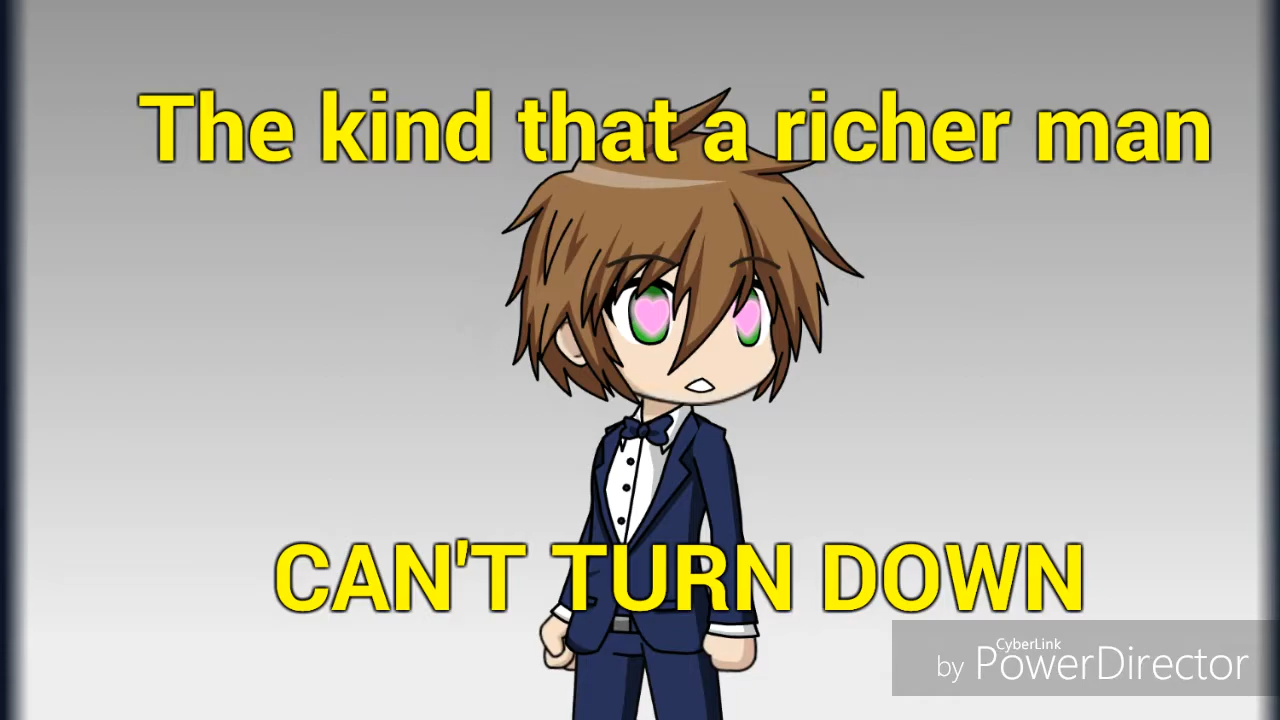 The kind that a richer man
CAN'T TURN DOWN
CyberLink
by PowerDirector